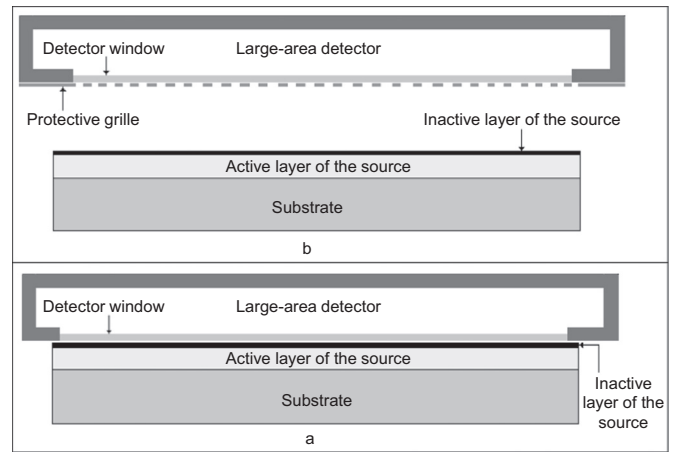 Detector window
Large-area detector
Protective grille
Inactive layer of the source
Active layer of the source
Substrate
b
Detector window
Large-area detector
Active layer of the source
Substrate
Inactive
layer of the
source
a